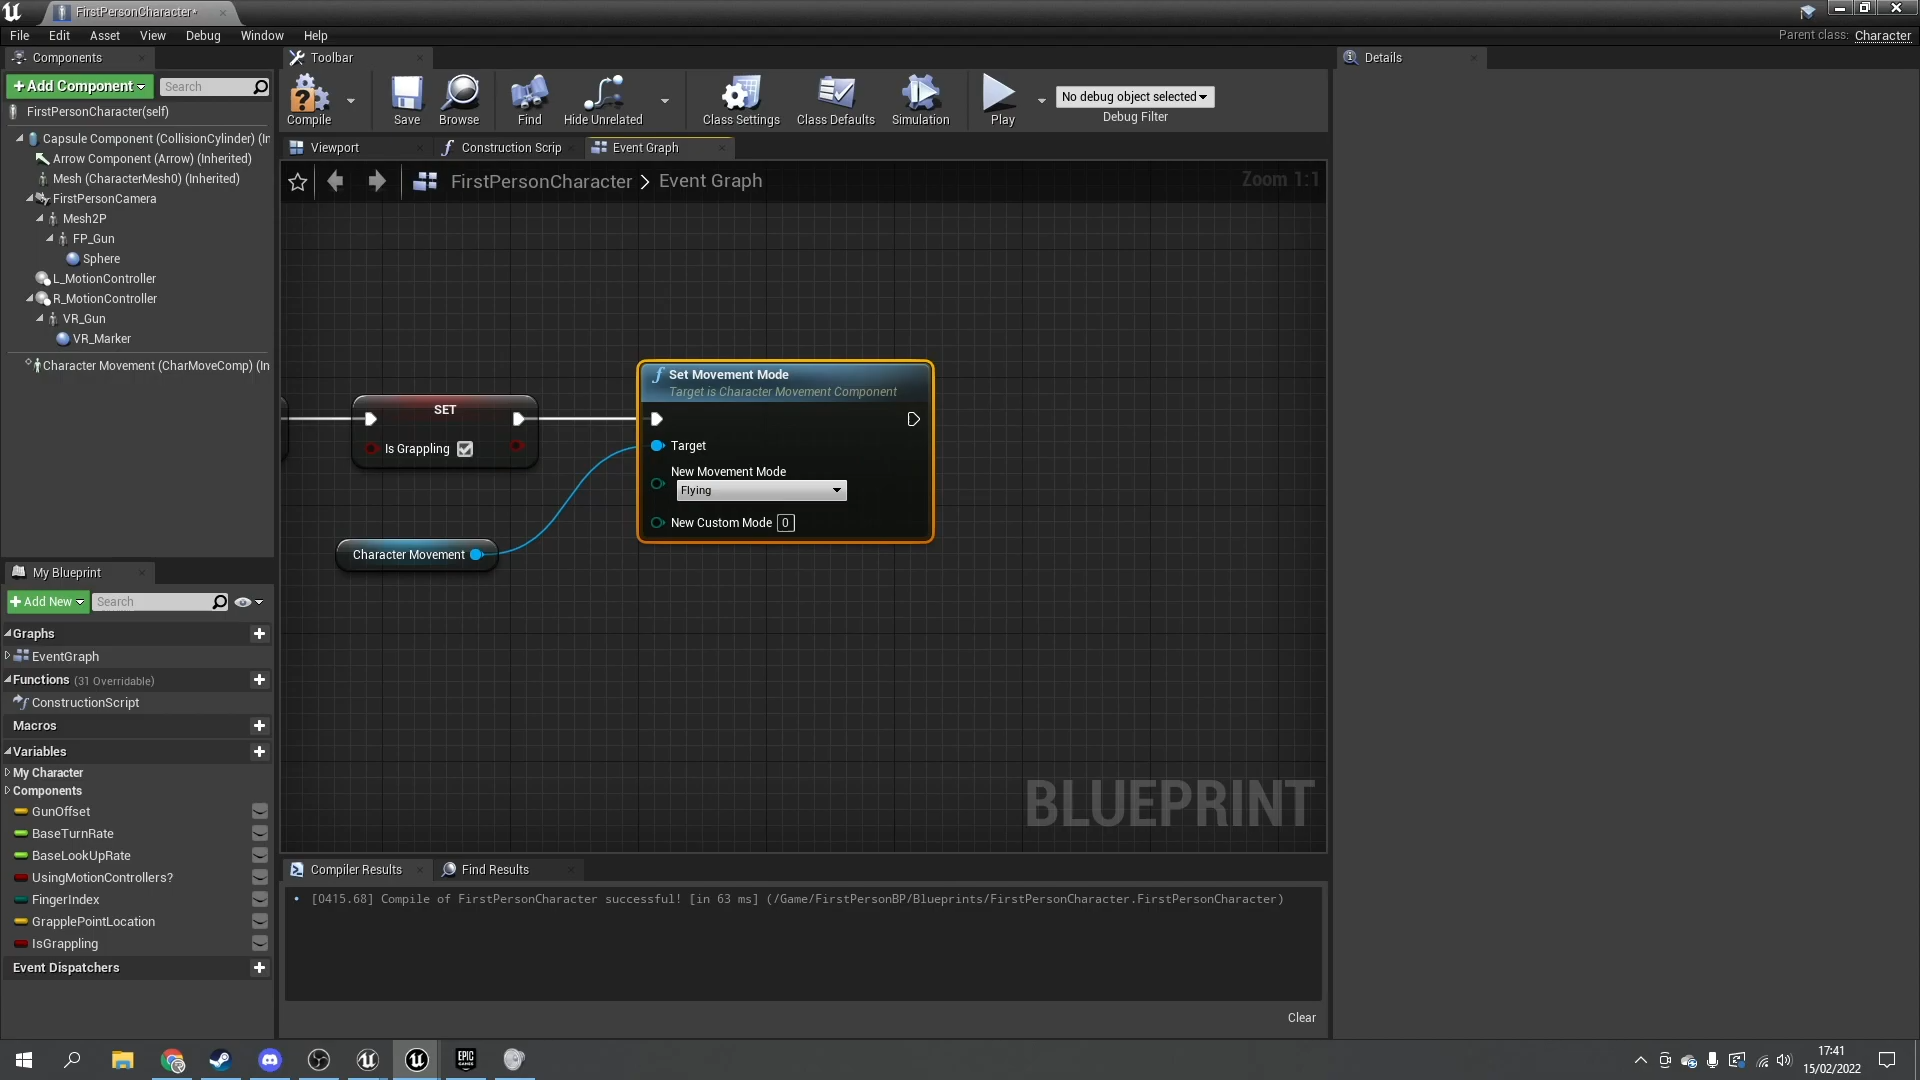 FirstPersonCharacter*
File Edit Asset View Debug Window Help
Parent class: Character
Components
Toolbar
Details
+ Add Component
Search
Compile
Save
Browse
Find
Hide Unrelated
Class Settings
Class Defaults
Simulation
Play
No debug object selected
Debug Filter
FirstPersonCharacter(self)
Capsule Component (CollisionCylinder) (In
Arrow Component (Arrow) (Inherited)
Mesh (CharacterMesh0) (Inherited)
FirstPersonCamera
Mesh2P
FP_Gun
Sphere
L_MotionController
R_MotionController
VR_Gun
VR_Marker
Character Movement (CharMoveComp) (In
Viewport
Construction Scrip
Event Graph
FirstPersonCharacter > Event Graph
Zoom 1:1
SET
Is Grappling
Character Movement
Set Movement Mode
Target is Character Movement Component
Target
New Movement Mode
Flying
New Custom Mode 0
BLUEPRINT
My Blueprint
+ Add New
Search
Graphs
EventGraph
Functions (31 Overridable)
ConstructionScript
Macros
Variables
My Character
Components
GunOffset
BaseTurnRate
BaseLookUpRate
UsingMotionControllers?
FingerIndex
GrapplePointLocation
IsGrappling
Event Dispatchers
Compiler Results
Find Results
[0415.68] Compile of FirstPersonCharacter successful! [in 63 ms] (/Game/FirstPersonBP/Blueprints/FirstPersonCharacter.FirstPersonCharacter)
Clear
EPIC
GAMES
17:41
15/02/2022